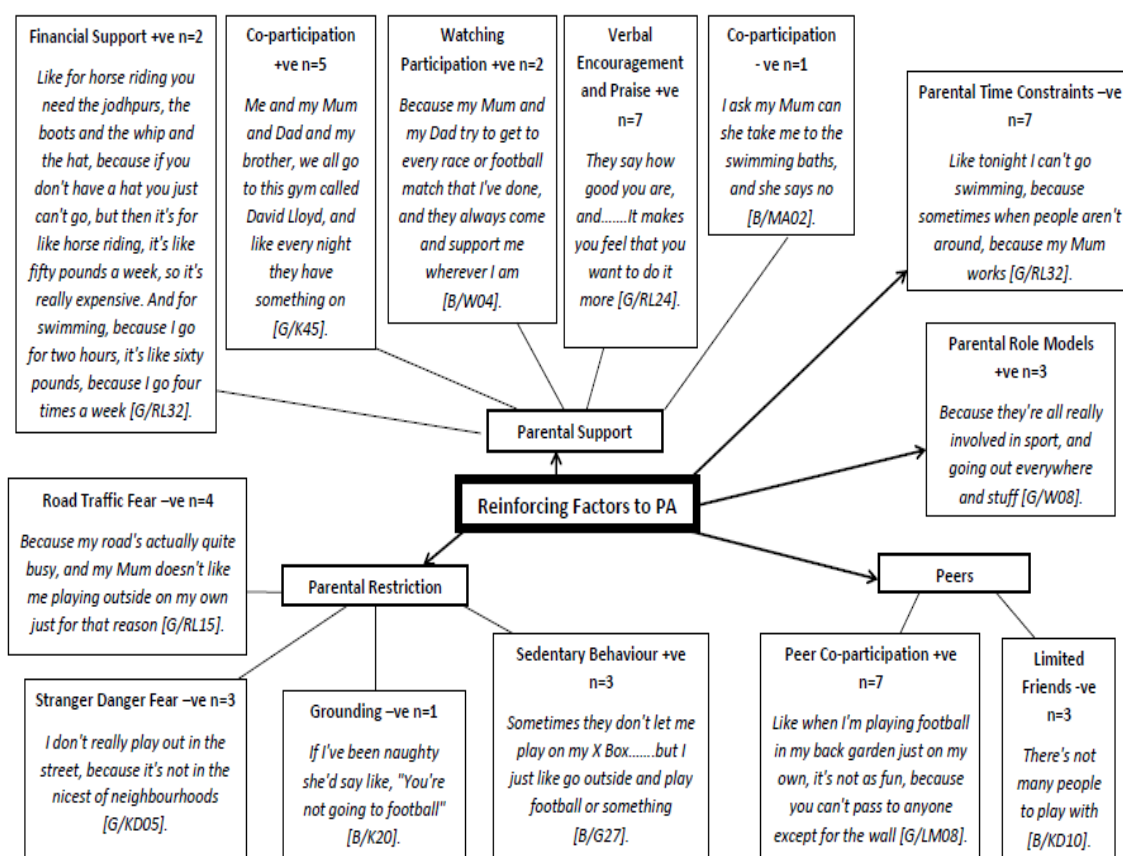 Financial Support +ve n=2
Like for horse riding you
need the jodhpurs, the
boots and the whip and
the hat, because if you
don't have a hat you just
can't go, but then it's for
like horse riding, it's like
fifty pounds a week, so it's
really expensive. And for
swimming, because I go
for two hours, it's like sixty
pounds, because I go four
times a week [G/RL32].
Co-participation
+ve n=5
Me and my Mum
and Dad and my
brother, we all go
to this gym called
David Lloyd, and
like every night
they have
something on
[G/K45].
Watching
Participation +ve n=2
Because my Mum and
my Dad try to get to
every race or football
match that I've done,
and they always come
and support me
wherever I am
[B/W04].
Verbal
Encouragement
and Praise +ve
n=7
They say how
good you are,
and.......It makes
you feel that you
want to do it
more [G/RL24].
Co-participation
- ve n=1
I ask my Mum can
she take me to the
swimming baths,
and she says no
[B/MA02].
Parental Time Constraints –ve
n=7
Like tonight I can't go
swimming, because
sometimes when people aren't
around, because my Mum
works [G/RL32].
Parental Support
Parental Role Models
+ve n=3
Because they're all really
involved in sport, and
going out everywhere
and stuff [G/W08].
Reinforcing Factors to PA
Road Traffic Fear –ve n=4
Because my road's actually quite
busy, and my Mum doesn't like
me playing outside on my own
just for that reason [G/RL15].
Parental Restriction
Peers
Stranger Danger Fear –ve n=3
I don't really play out in the
street, because it's not in the
nicest of neighbourhoods
[G/KD05].
Grounding –ve n=1
If I've been naughty
she'd say like, "You're
not going to football"
[B/K20].
Sedentary Behaviour +ve
n=3
Sometimes they don't let me
play on my X Box.......but I
just like go outside and play
football or something
[B/G27].
Peer Co-participation +ve
n=7
Like when I'm playing football
in my back garden just on my
own, it's not as fun, because
you can't pass to anyone
except for the wall [G/LM08].
Limited
Friends -ve
n=3
There's not
many people
to play with
[B/KD10].